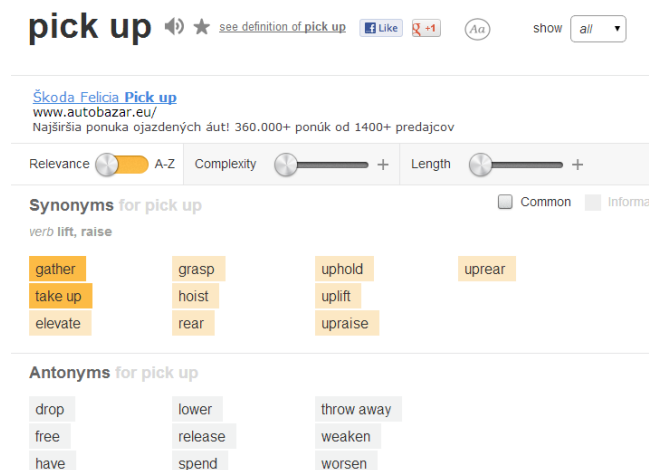 pick up see definition of pick up Like +1 Aa show all
Škoda Felicia Pick up
www.autobazar.eu/
Najširšia ponuka ojazdených áut! 360.000+ ponúk od 1400+ predajcov
Relevance A-Z Complexity + Length +
Synonyms for pick up Common Informa
verb lift, raise
gather grasp uphold uprear
take up hoist uplift
elevate rear upraise
Antonyms for pick up
drop lower throw away
free release weaken
have spend worsen